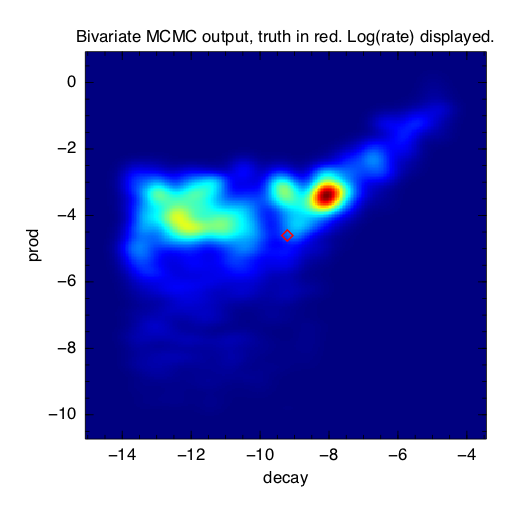 Bivariate MCMC output, truth in red. Log(rate) displayed.
0
−2
−4
−6
−8
−10
prod
−14 −12 −10 −8 −6 −4
decay